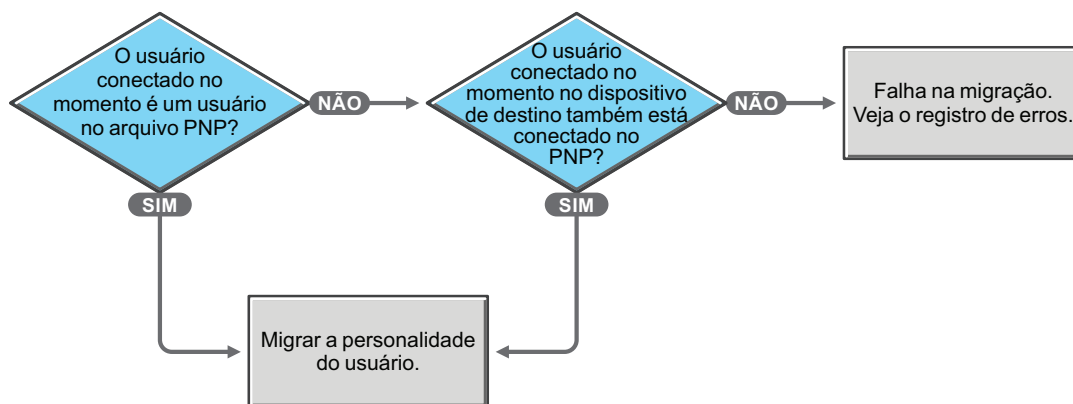 O usuário
conectado no
momento é um usuário
no arquivo PNP?
NÃO
O usuário
conectado no
momento no dispositivo
de destino também está
conectado no
PNP?
NÃO
Falha na migração.
Veja o registro de erros.
SIM
SIM
Migrar a personalidade
do usuário.